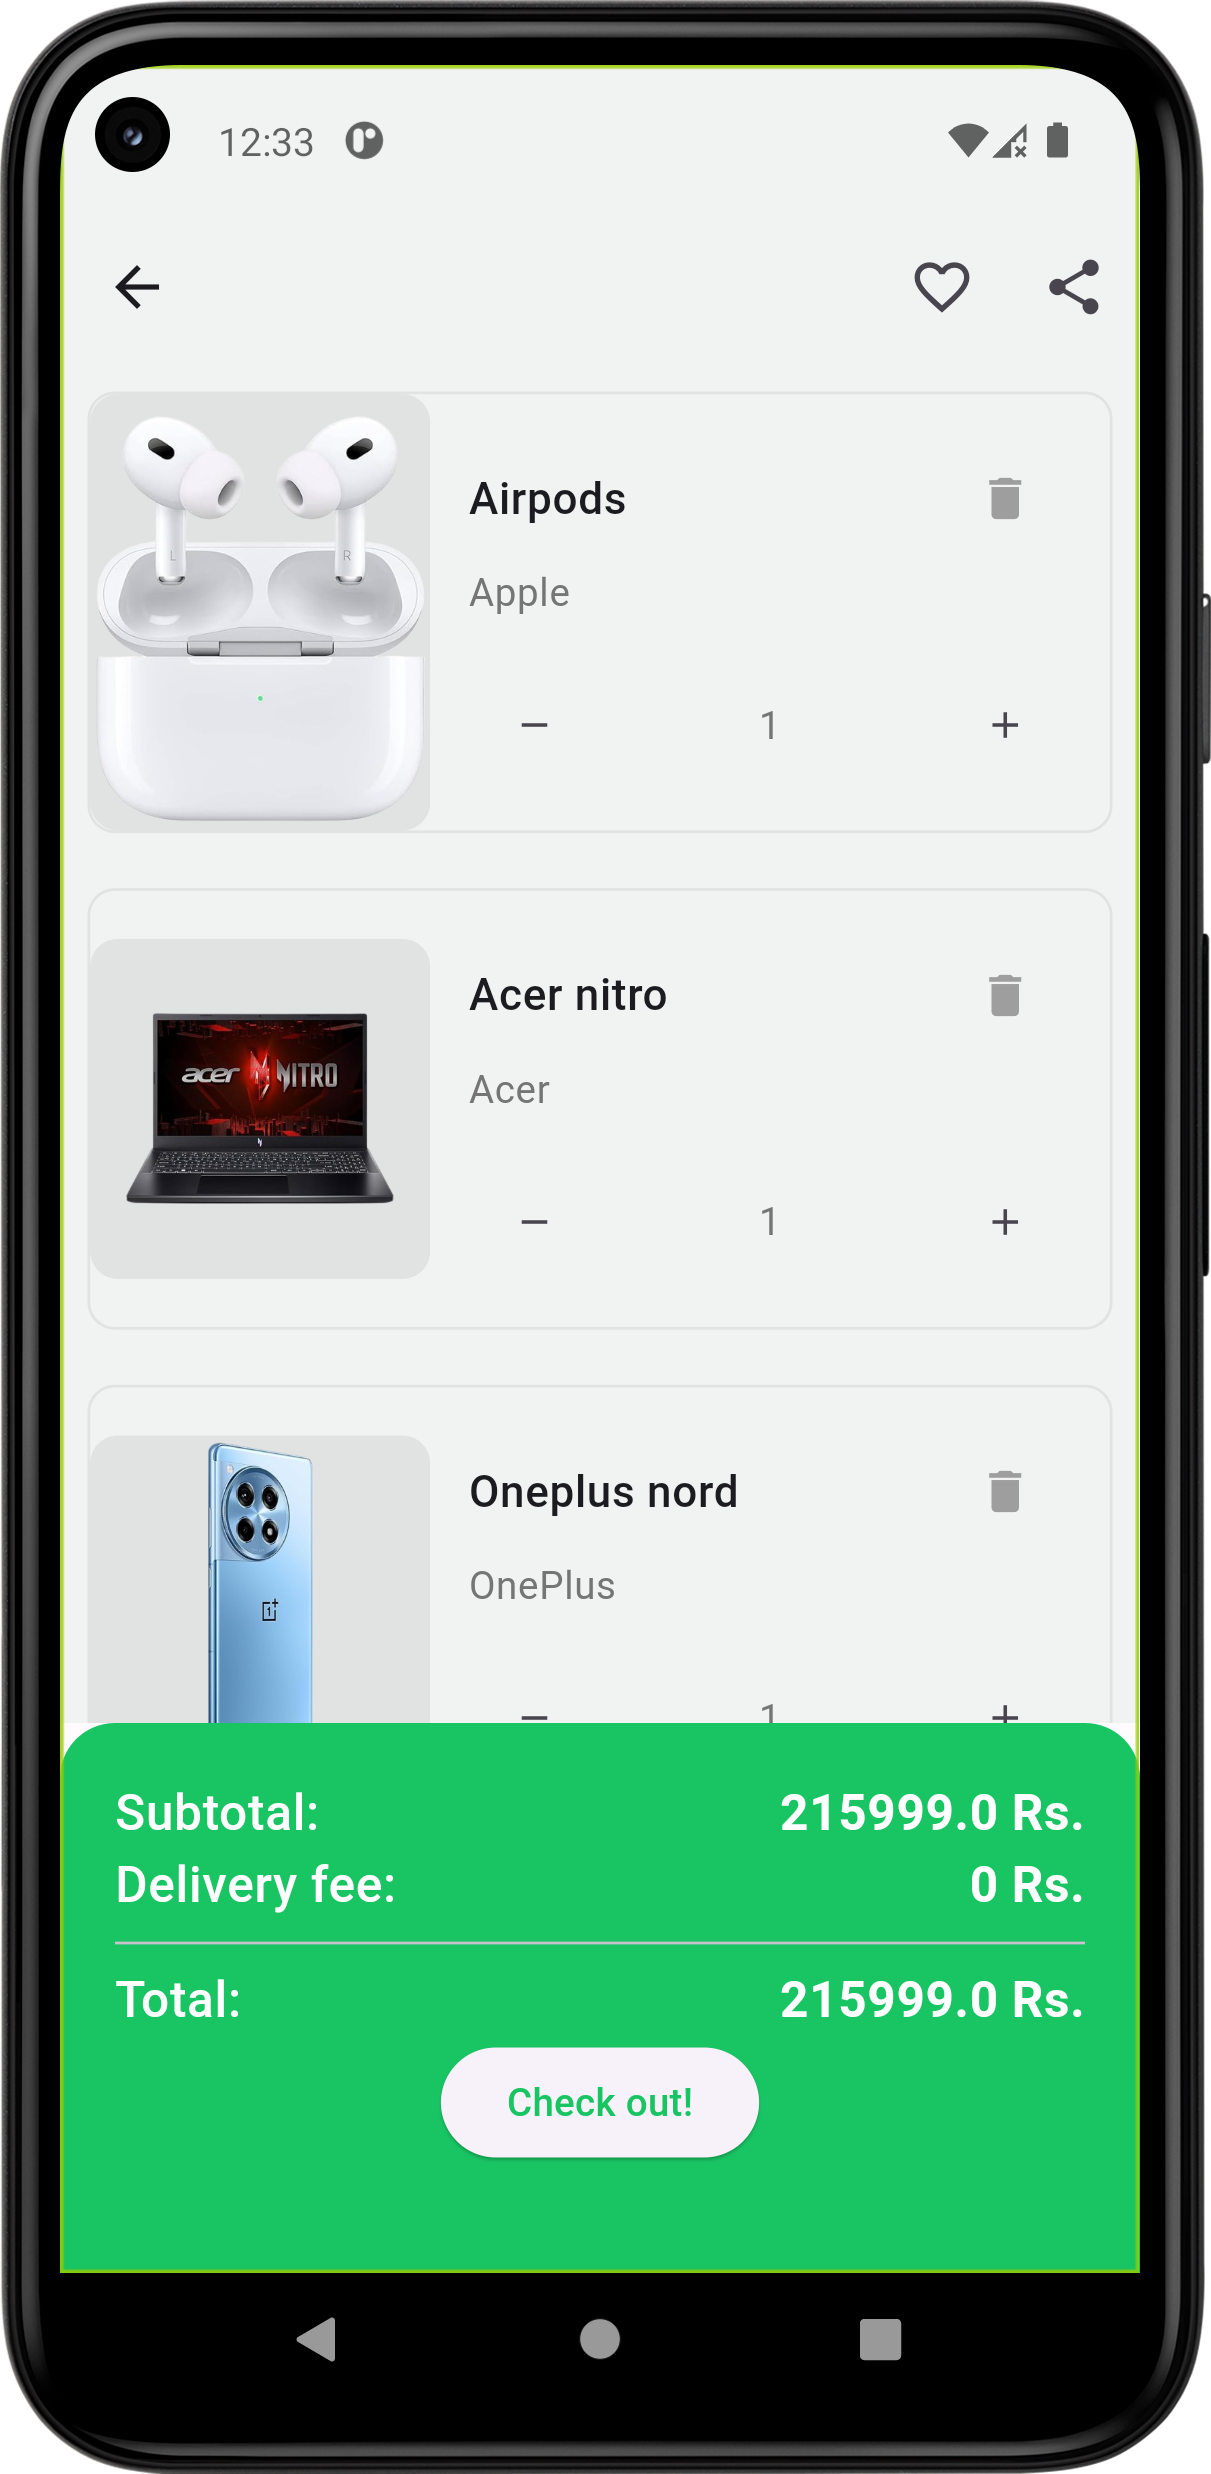 12:33
L R
Airpods
Apple
− 1 +
acer NITRO
Acer nitro
Acer
− 1 +
Oneplus nord
OnePlus
− 1 +
Subtotal: 215999.0 Rs.
Delivery fee: 0 Rs.
Total: 215999.0 Rs.
Check out!